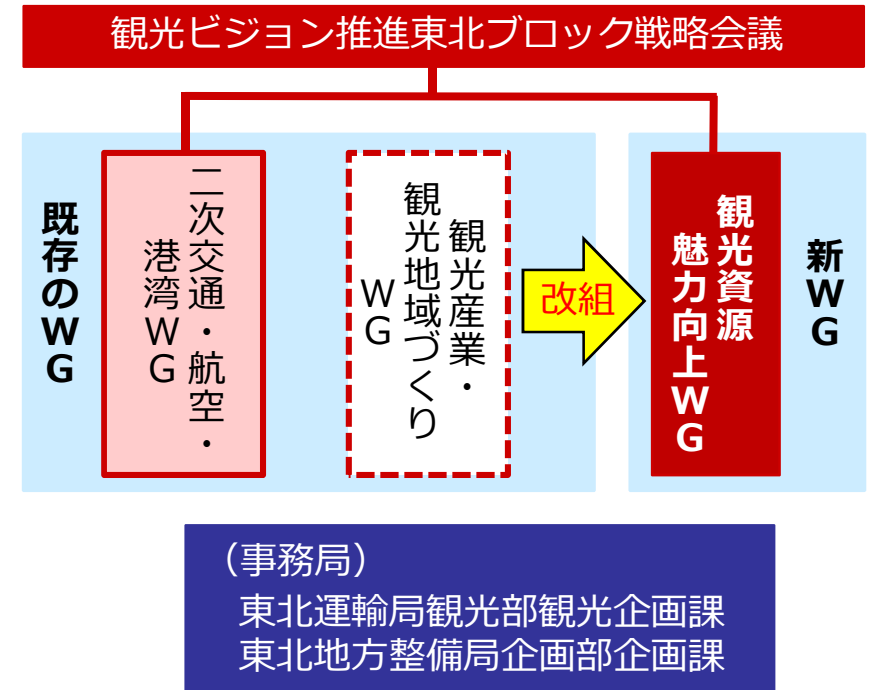 観光ビジョン推進東北ブロック戦略会議
既存のWG
二次交通・航空・
港湾WG
観光産業・
観光地域づくり
WG
改組
観光資源
魅力向上WG
新WG
（事務局）
東北運輸局観光部観光企画課
東北地方整備局企画部企画課